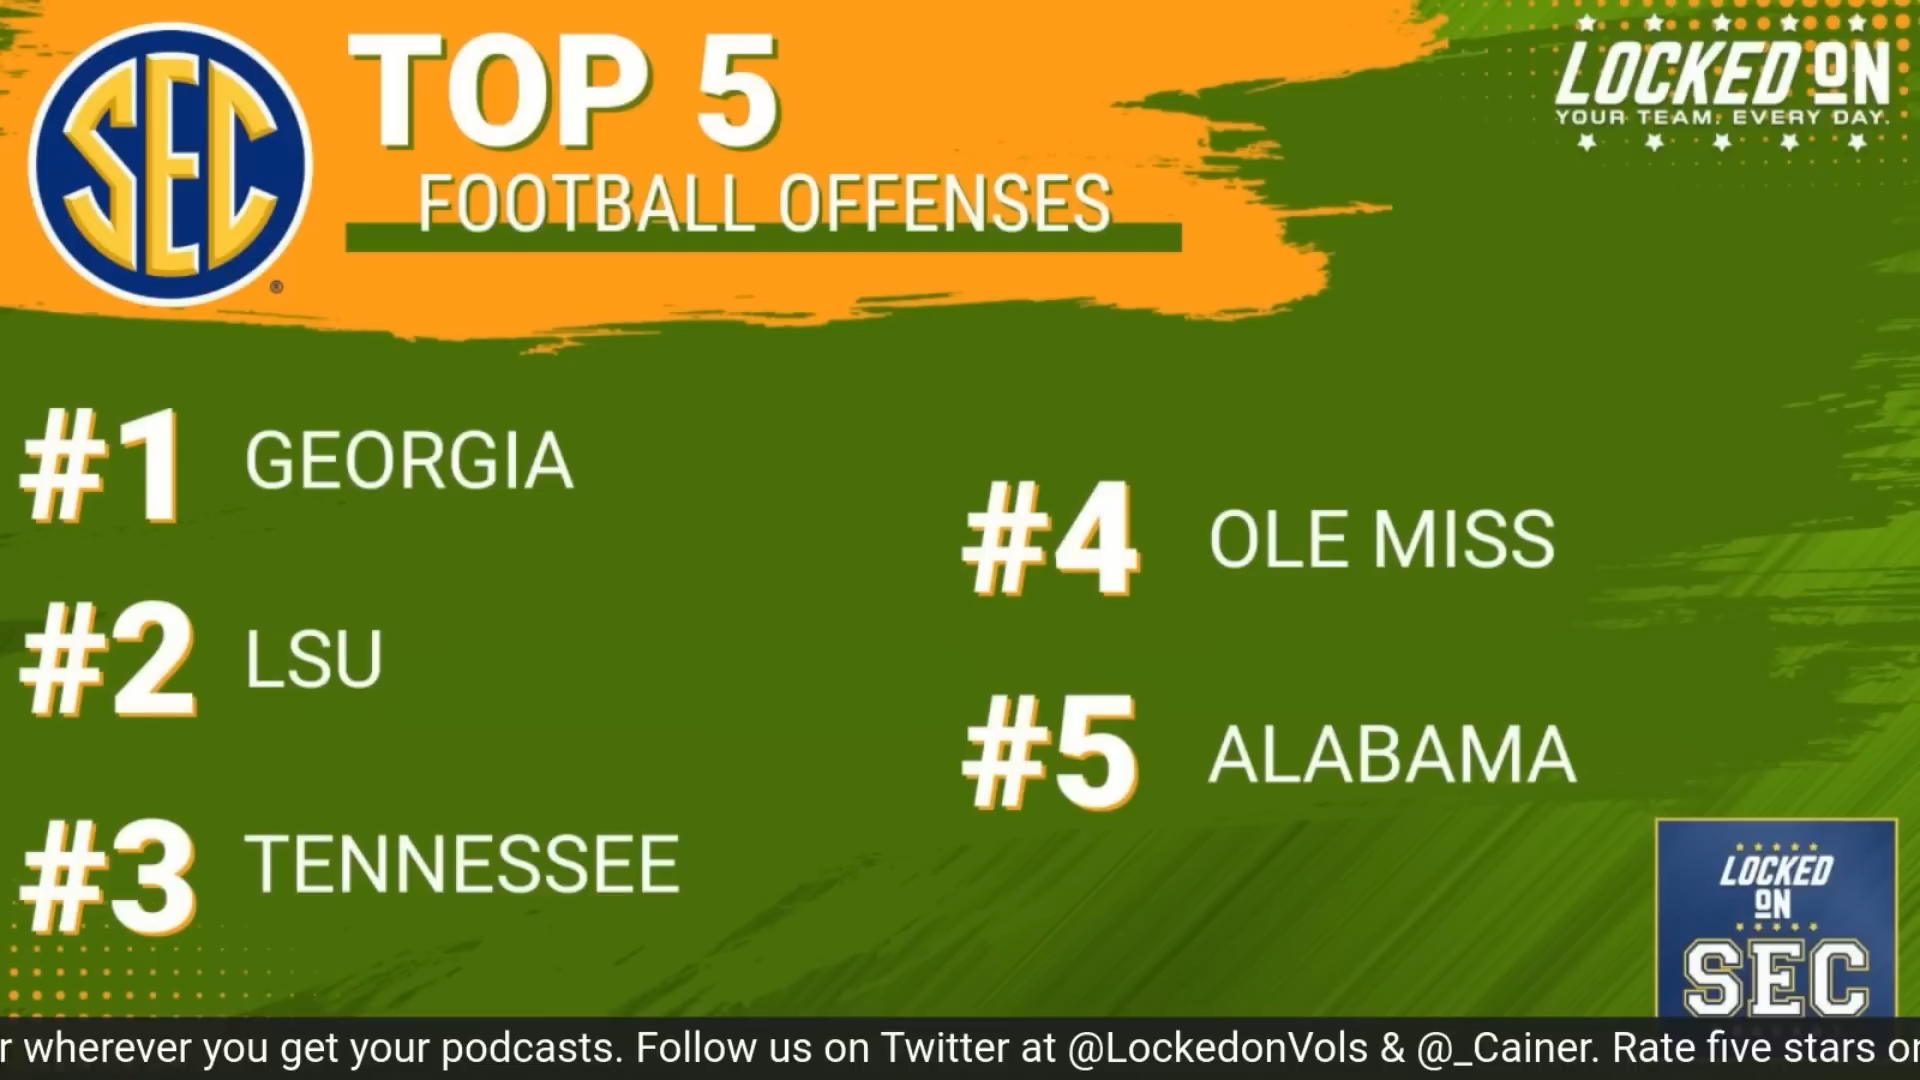 SEC
®
TOP 5
FOOTBALL OFFENSES
LOCKED ON
YOUR TEAM. EVERY DAY.
#1 GEORGIA
#2 LSU
#3 TENNESSEE
#4 OLE MISS
#5 ALABAMA
LOCKED
ON
SEC
r wherever you get your podcasts. Follow us on Twitter at @LockedonVols & @_Cainer. Rate five stars on